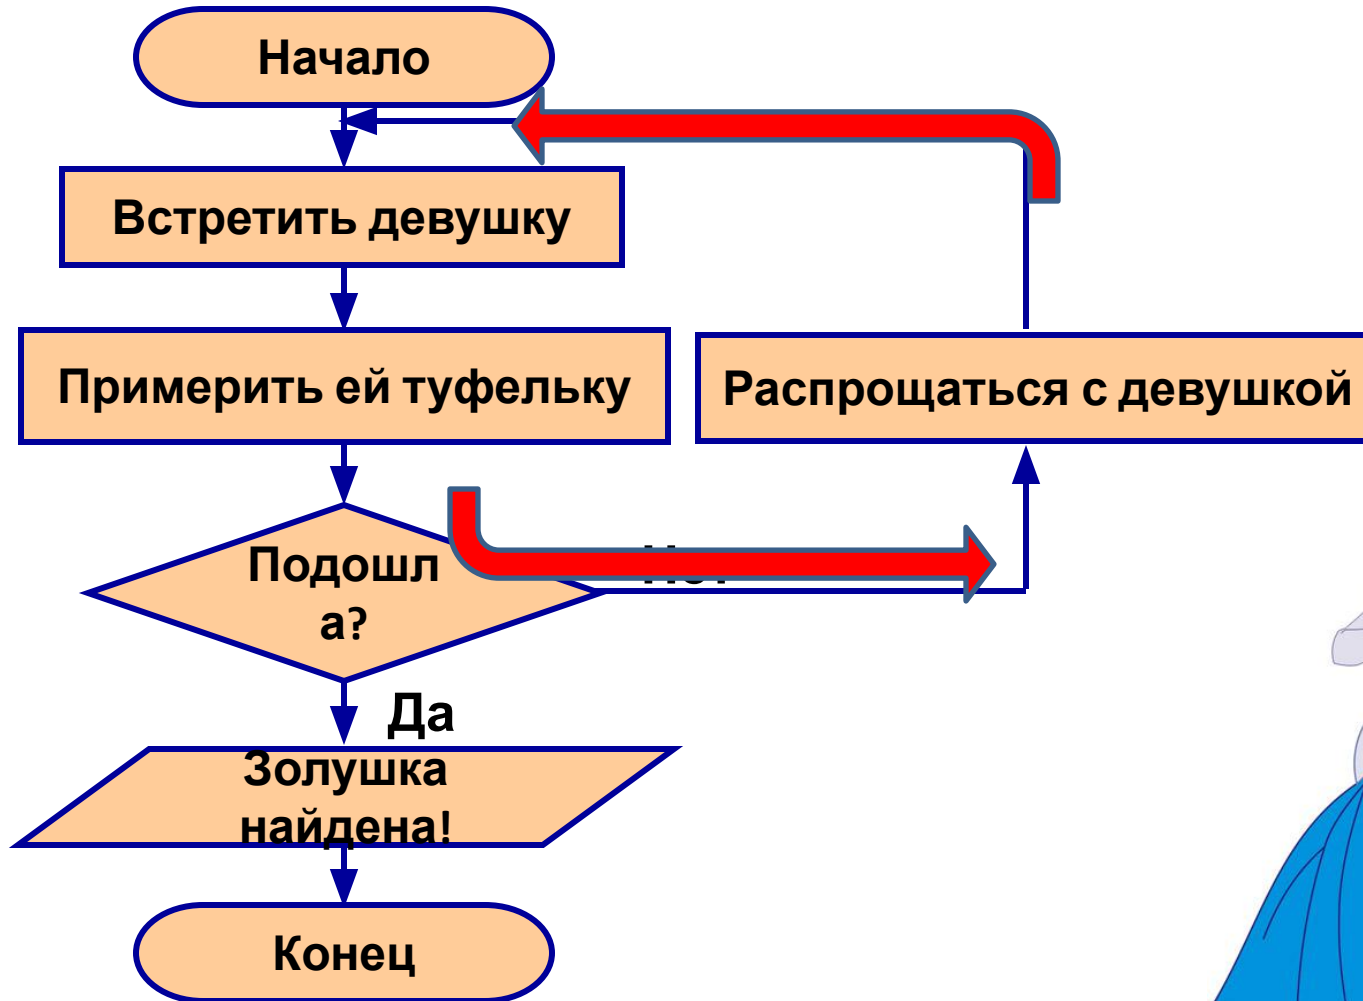 Начало
Встретить девушку
Примерить ей туфельку
Распрощаться с девушкой
Подошл
а?
Да
Золушка
найдена!
Конец